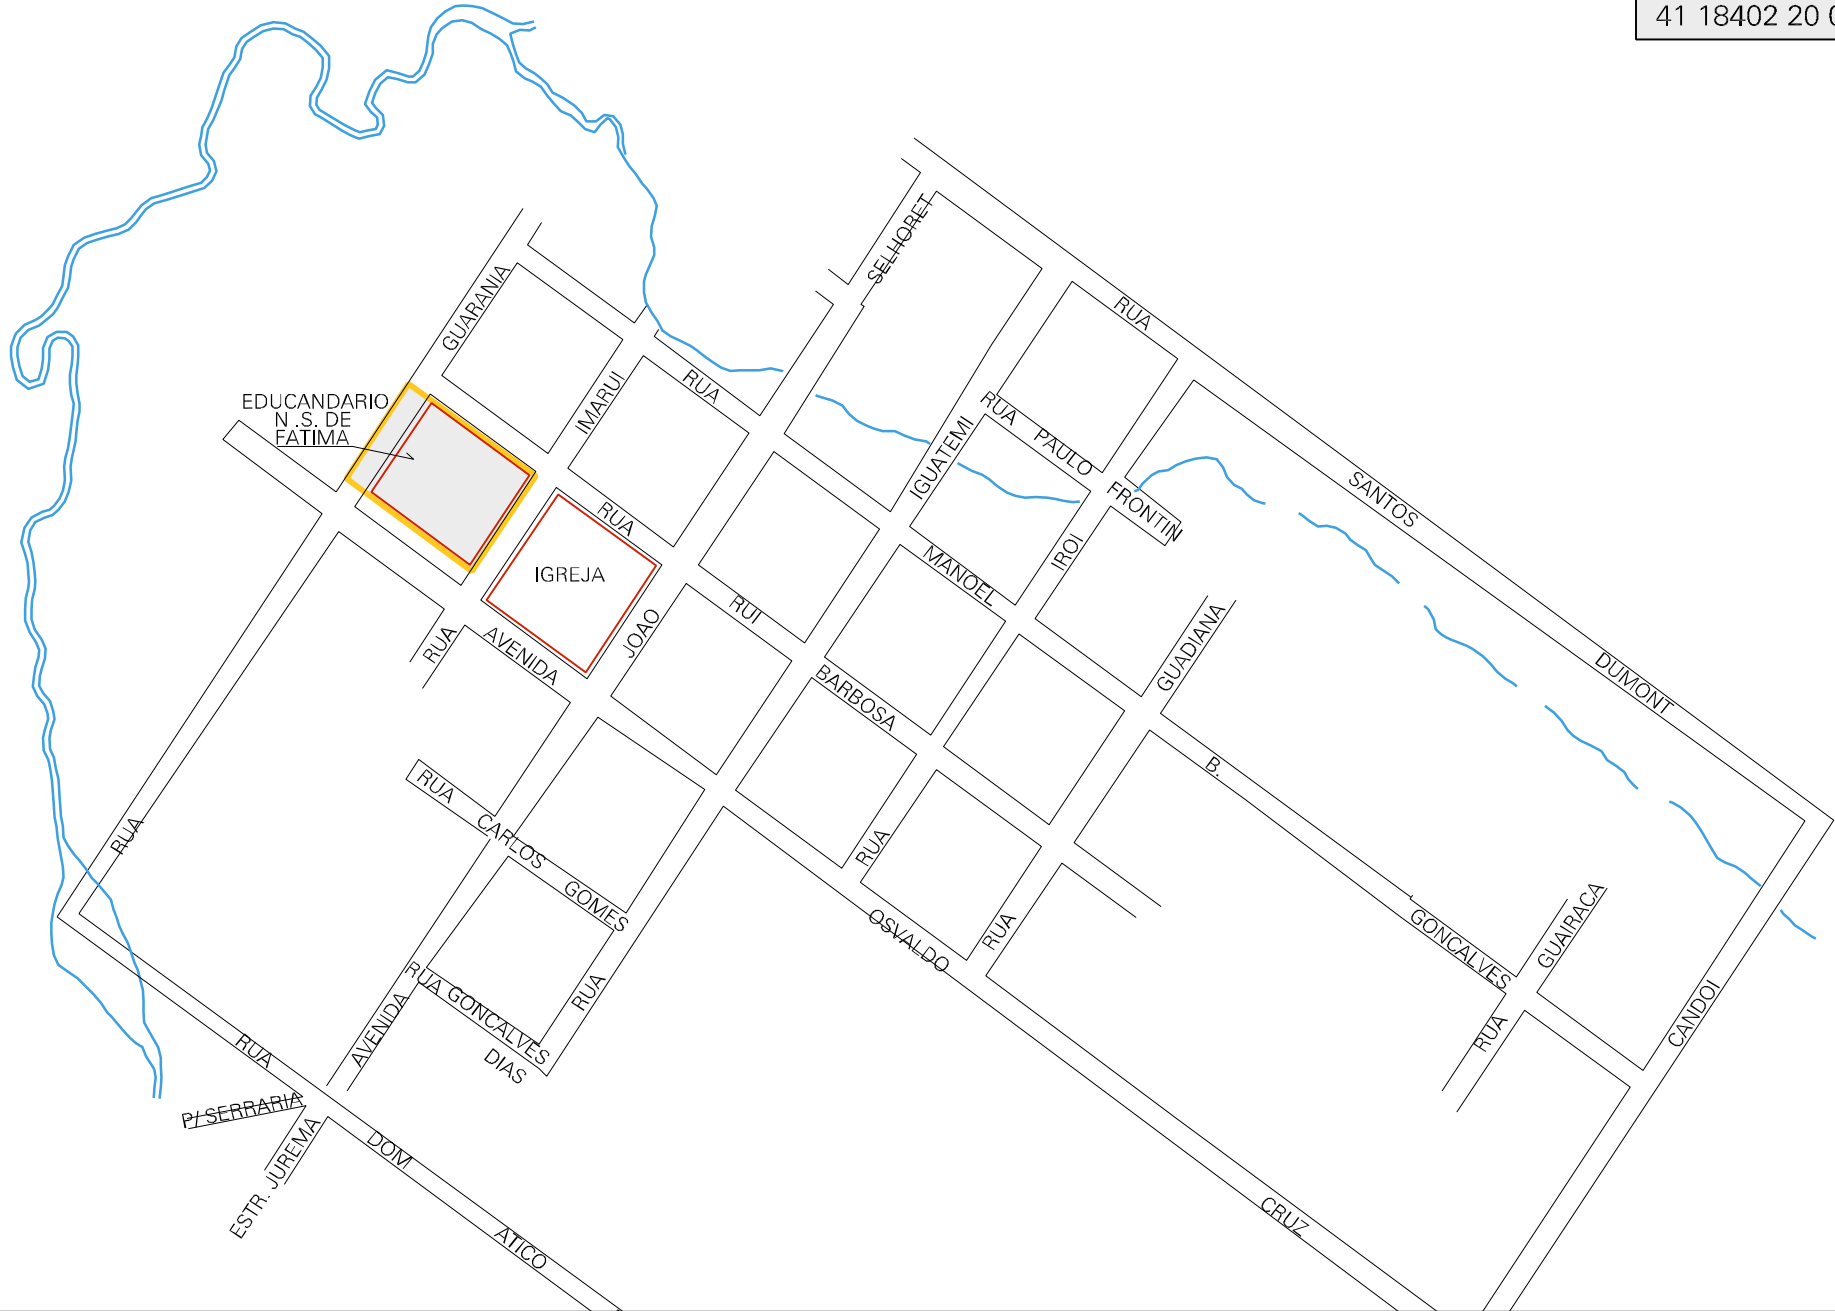 41 18402 20 0
SELHORET
GUARANIA
RUA
IMARUI
RUA
EDUCANDARIO
N .S. DE
FATIMA
RUA
PAULO
FRONTIN
IGUATEMI
SANTOS
RUA
IROI
MANOEL
IGREJA
RUI
JOAO
GUADIANA
RUA
AVENIDA
BARBOSA
DUMONT
B.
RUA
CARLOS
GOMES
RUA
RUA
OSVALDO
RUA
GONCALVES
GUAIRACA
RUA
GONCALVES
DIAS
RUA
AVENIDA
RUA
CANDOI
RUA
P/ SERRARIA
ESTR. JUREMA
DOM
ATICO
CRUZ